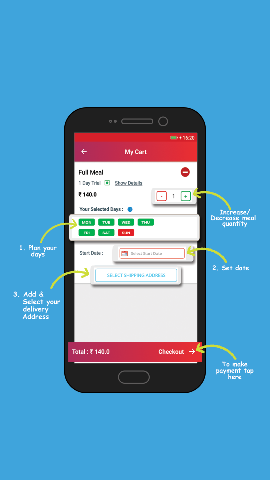 15:20
My Cart
Full Meal
1 Day Trial Show Details
₹ 140.0
- 1 +
Increase/
Decrease meal
quantity
Your Selected Days :
MON TUE WED THU
FRI SAT SUN
1. Plan your
days
Start Date : Select Start Date
2. Set date
SELECT SHIPPING ADDRESS
3. Add &
Select your
delivery
Address
Total : ₹ 140.0 Checkout
To make
payment tap
here